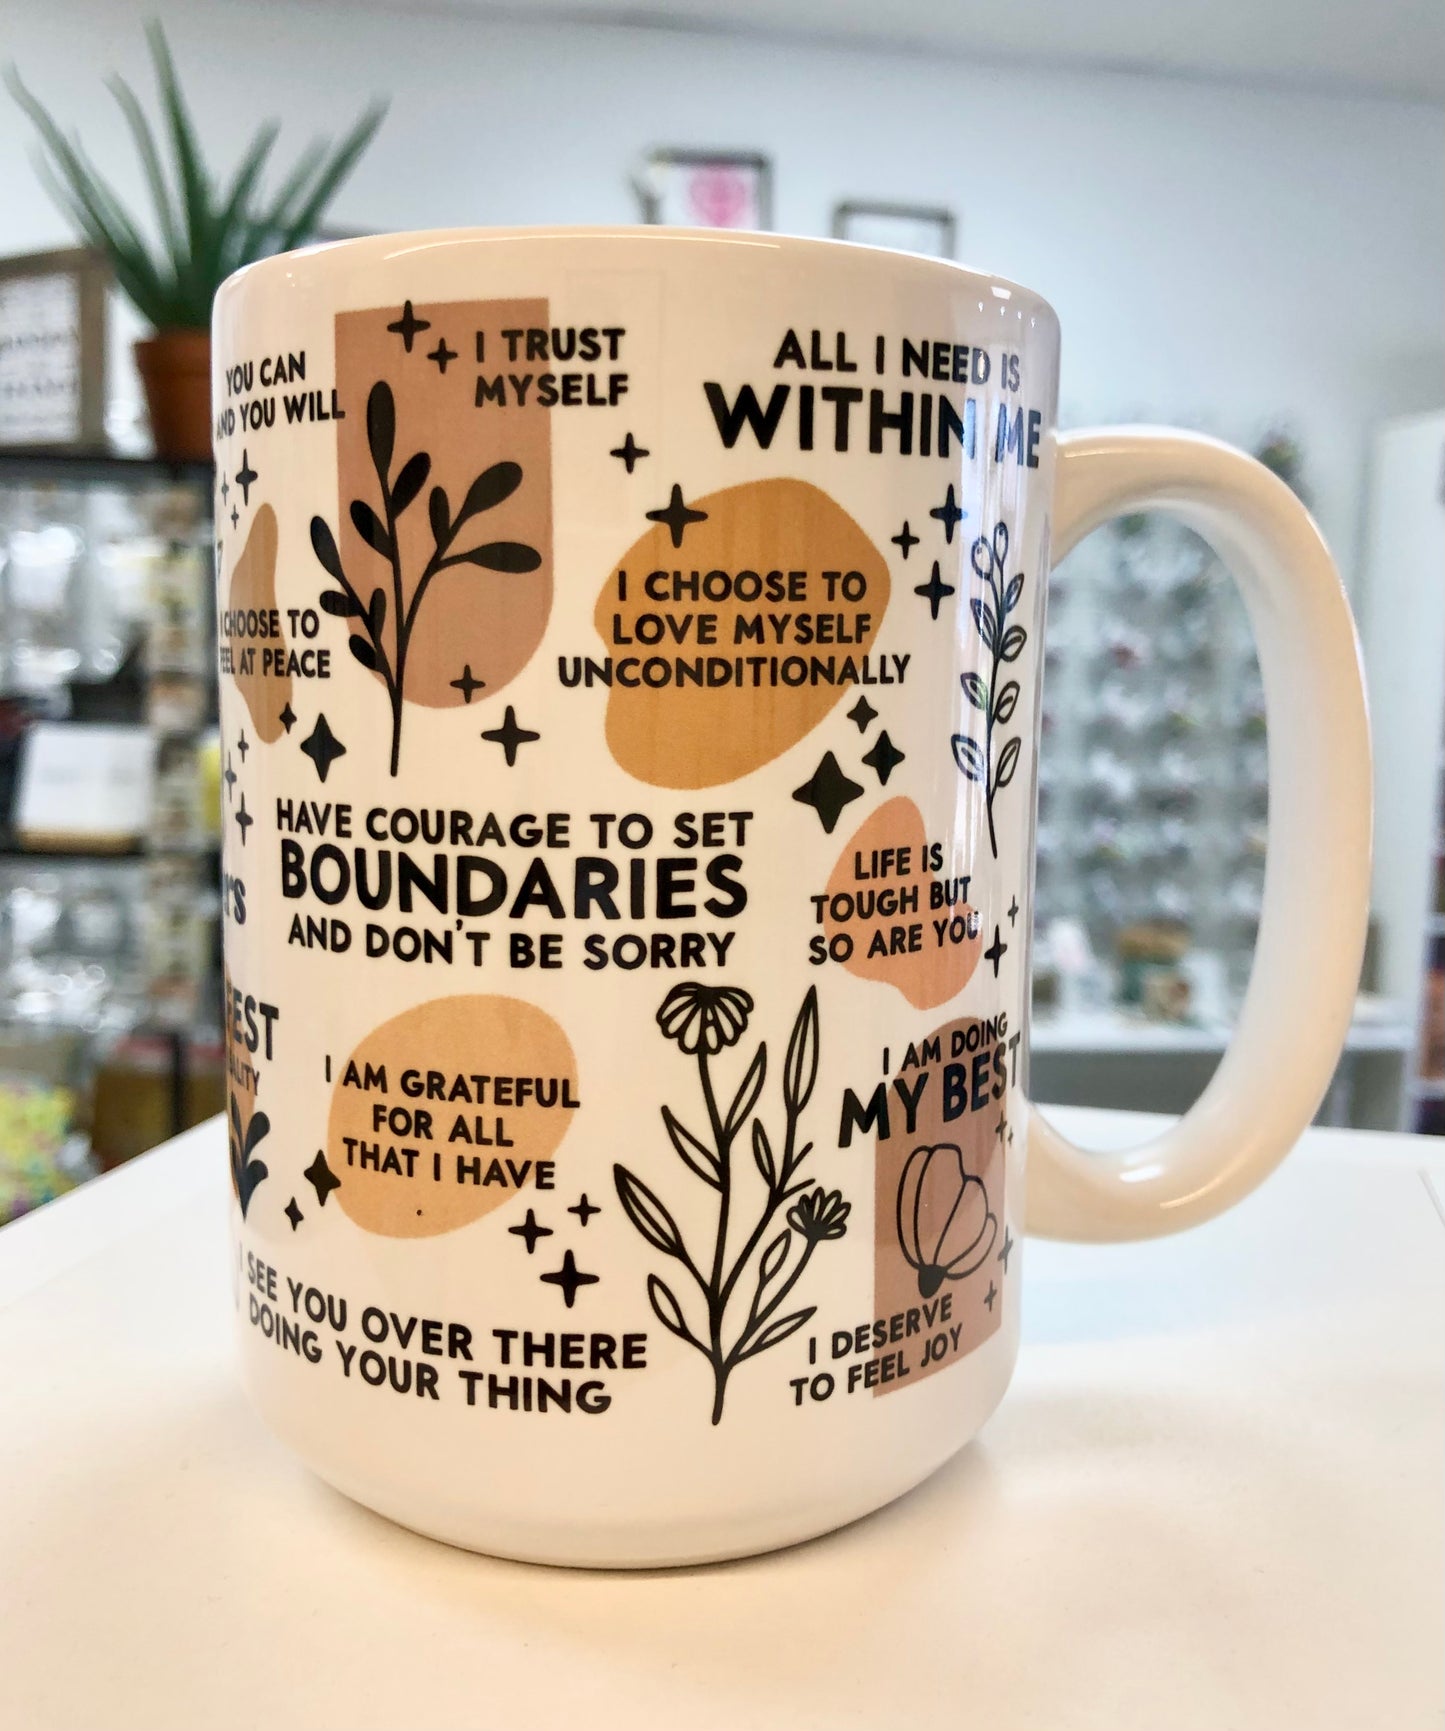 YOU CAN
AND YOU WILL
I TRUST
MYSELF
ALL I NEED IS
WITHIN ME
I CHOOSE TO
FEEL AT PEACE
I CHOOSE TO
LOVE MYSELF
UNCONDITIONALLY
HAVE COURAGE TO SET
BOUNDARIES
AND DON'T BE SORRY
LIFE IS
TOUGH BUT
SO ARE YOU
I AM GRATEFUL
FOR ALL
THAT I HAVE
I AM DOING
MY BEST
I SEE YOU OVER THERE
DOING YOUR THING
I DESERVE
TO FEEL JOY